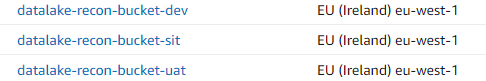 datalake-recon-bucket-dev EU (Ireland) eu-west-1
datalake-recon-bucket-sit EU (Ireland) eu-west-1
datalake-recon-bucket-uat EU (Ireland) eu-west-1